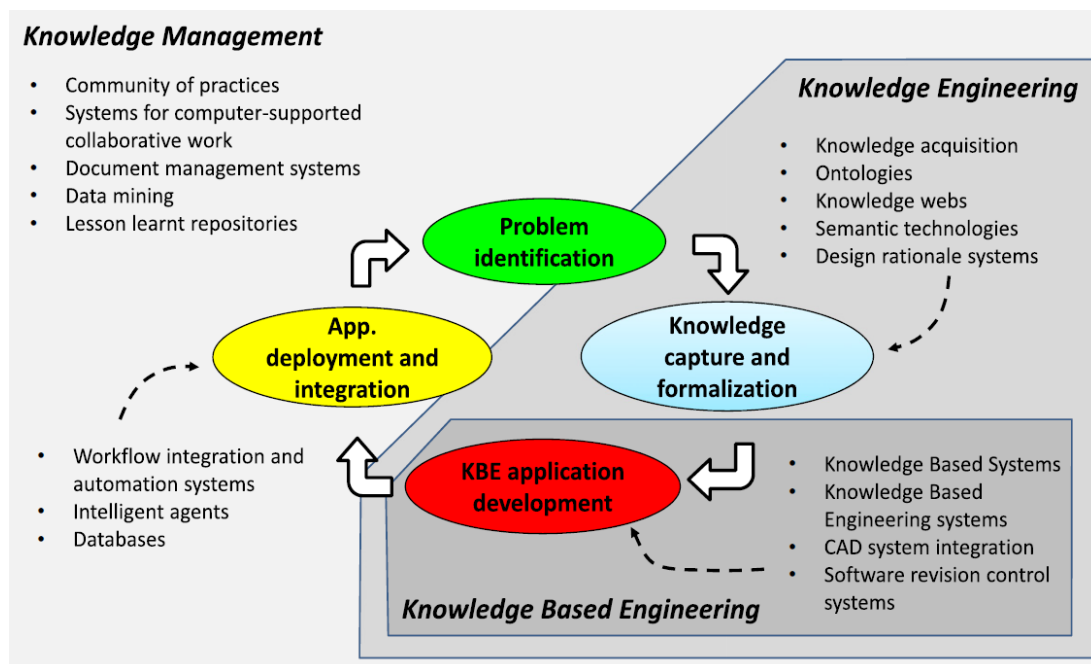 Knowledge Management
• Community of practices
• Systems for computer-supported
collaborative work
• Document management systems
• Data mining
• Lesson learnt repositories
Knowledge Engineering
• Knowledge acquisition
• Ontologies
• Knowledge webs
• Semantic technologies
• Design rationale systems
Problem
identification
App.
deployment and
integration
Knowledge
capture and
formalization
• Workflow integration and
automation systems
• Intelligent agents
• Databases
KBE application
development
• Knowledge Based Systems
• Knowledge Based
Engineering systems
• CAD system integration
• Software revision control
systems
Knowledge Based Engineering